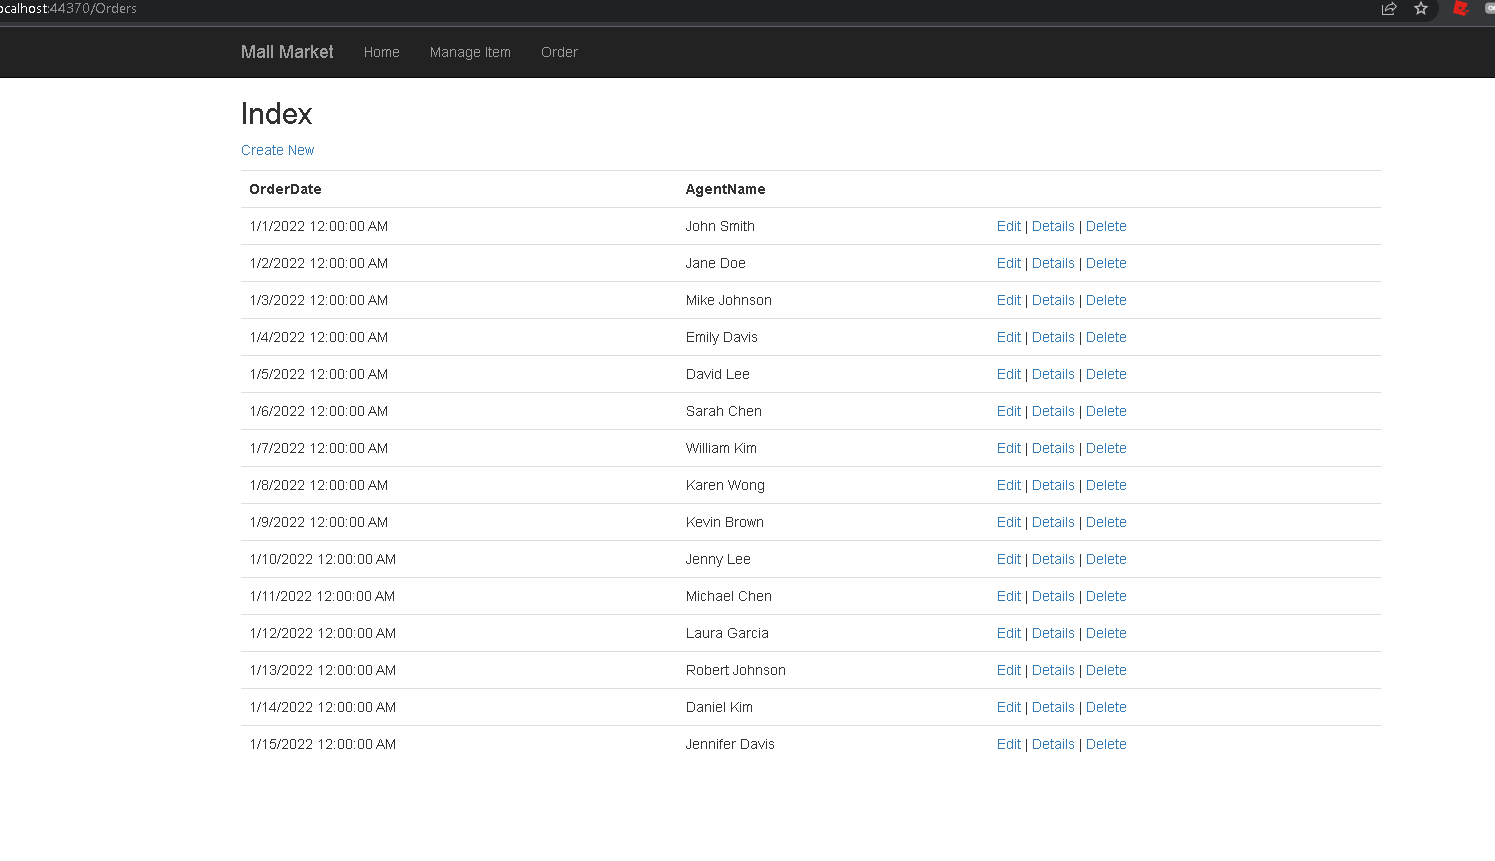 ocalhost:44370/Orders
Mall Market Home Manage Item Order
Index
Create New
OrderDate AgentName
1/1/2022 12:00:00 AM John Smith Edit | Details | Delete
1/2/2022 12:00:00 AM Jane Doe Edit | Details | Delete
1/3/2022 12:00:00 AM Mike Johnson Edit | Details | Delete
1/4/2022 12:00:00 AM Emily Davis Edit | Details | Delete
1/5/2022 12:00:00 AM David Lee Edit | Details | Delete
1/6/2022 12:00:00 AM Sarah Chen Edit | Details | Delete
1/7/2022 12:00:00 AM William Kim Edit | Details | Delete
1/8/2022 12:00:00 AM Karen Wong Edit | Details | Delete
1/9/2022 12:00:00 AM Kevin Brown Edit | Details | Delete
1/10/2022 12:00:00 AM Jenny Lee Edit | Details | Delete
1/11/2022 12:00:00 AM Michael Chen Edit | Details | Delete
1/12/2022 12:00:00 AM Laura Garcia Edit | Details | Delete
1/13/2022 12:00:00 AM Robert Johnson Edit | Details | Delete
1/14/2022 12:00:00 AM Daniel Kim Edit | Details | Delete
1/15/2022 12:00:00 AM Jennifer Davis Edit | Details | Delete